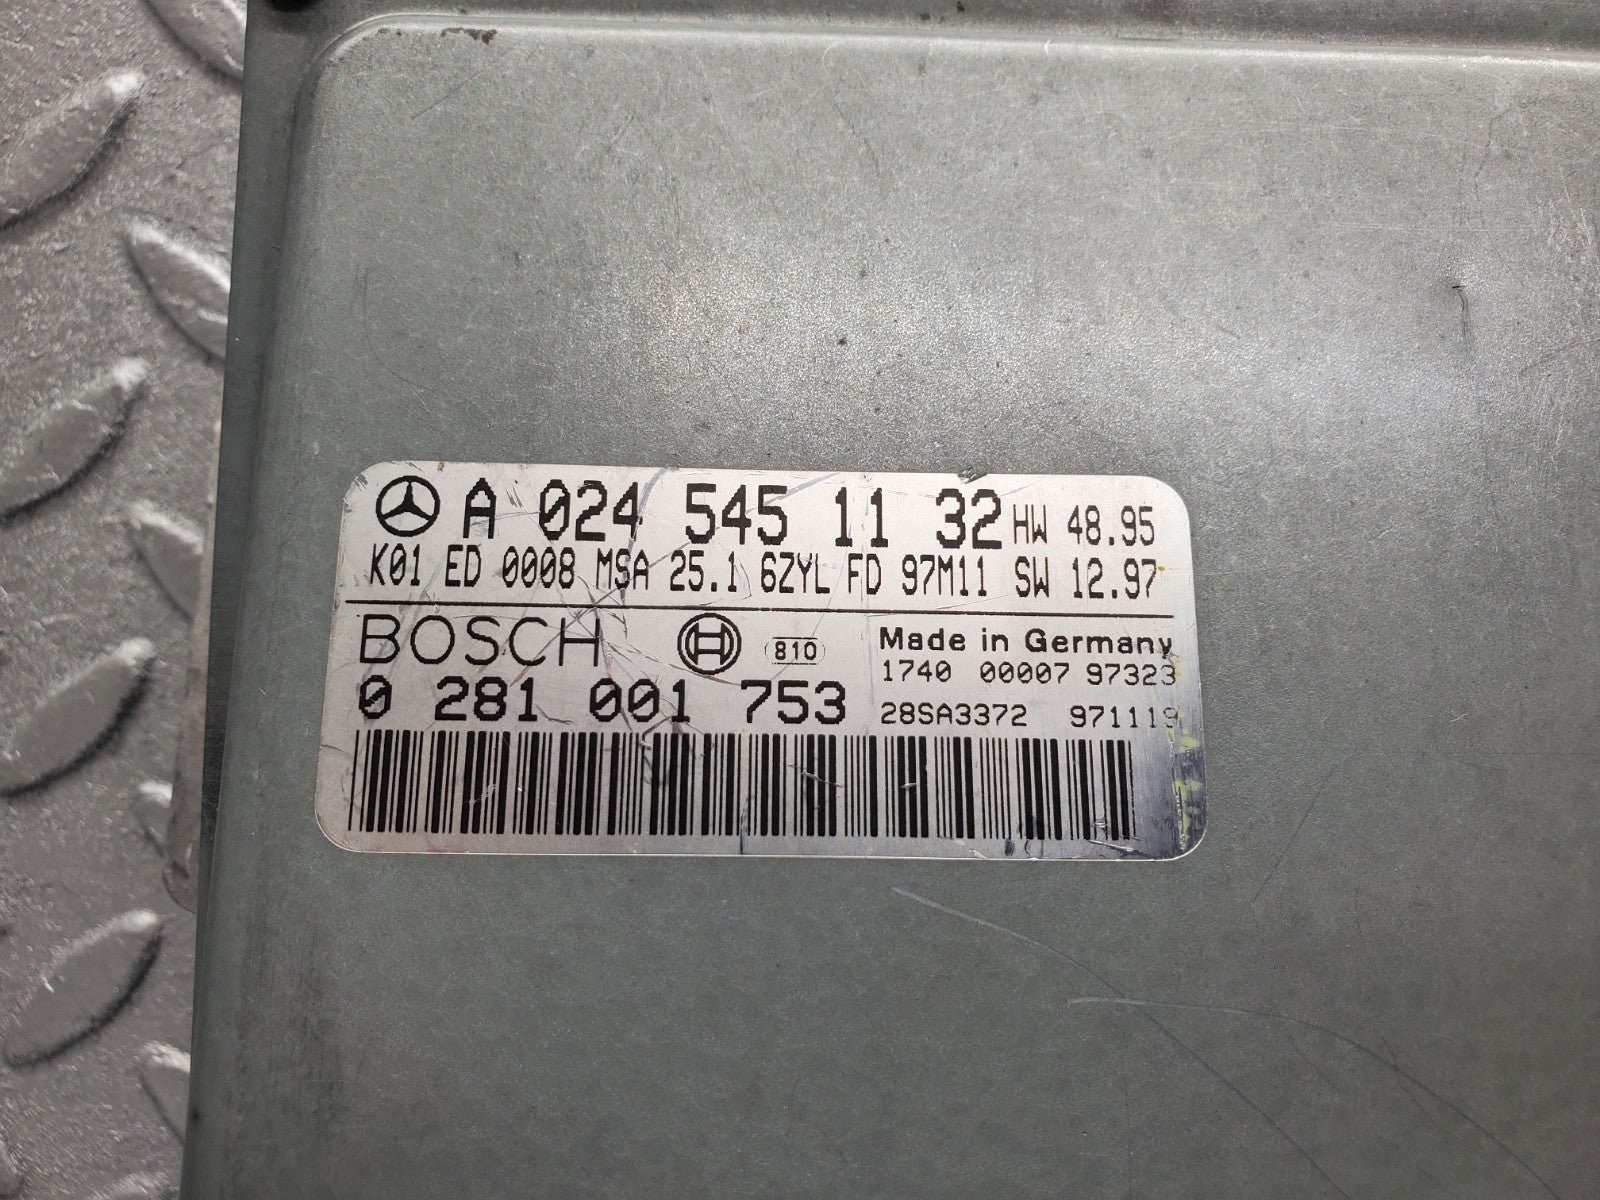 A 024 545 11 32 HW 48.95
K01 ED 0008 MSA 25.1 6ZYL FD 97M11 SW 12.97
BOSCH 810 Made in Germany
1740 00007 97323
0 281 001 753 28SA3372 971119